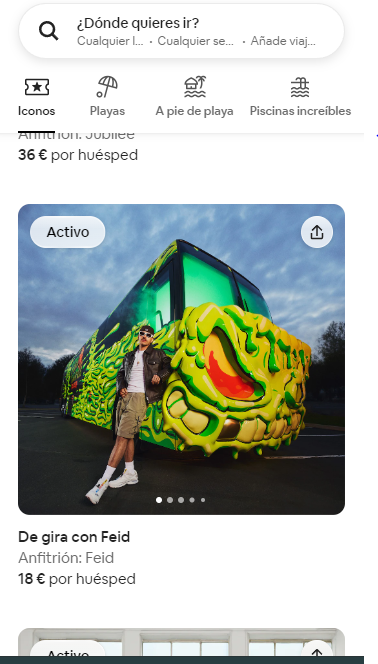 ¿Dónde quieres ir?
Cualquier l... · Cualquier se... · Añade viaj...
Iconos
Playas
A pie de playa
Piscinas increíbles
Anfitrión: Jubilee
36 € por huésped
Activo
De gira con Feid
Anfitrión: Feid
18 € por huésped
Activo